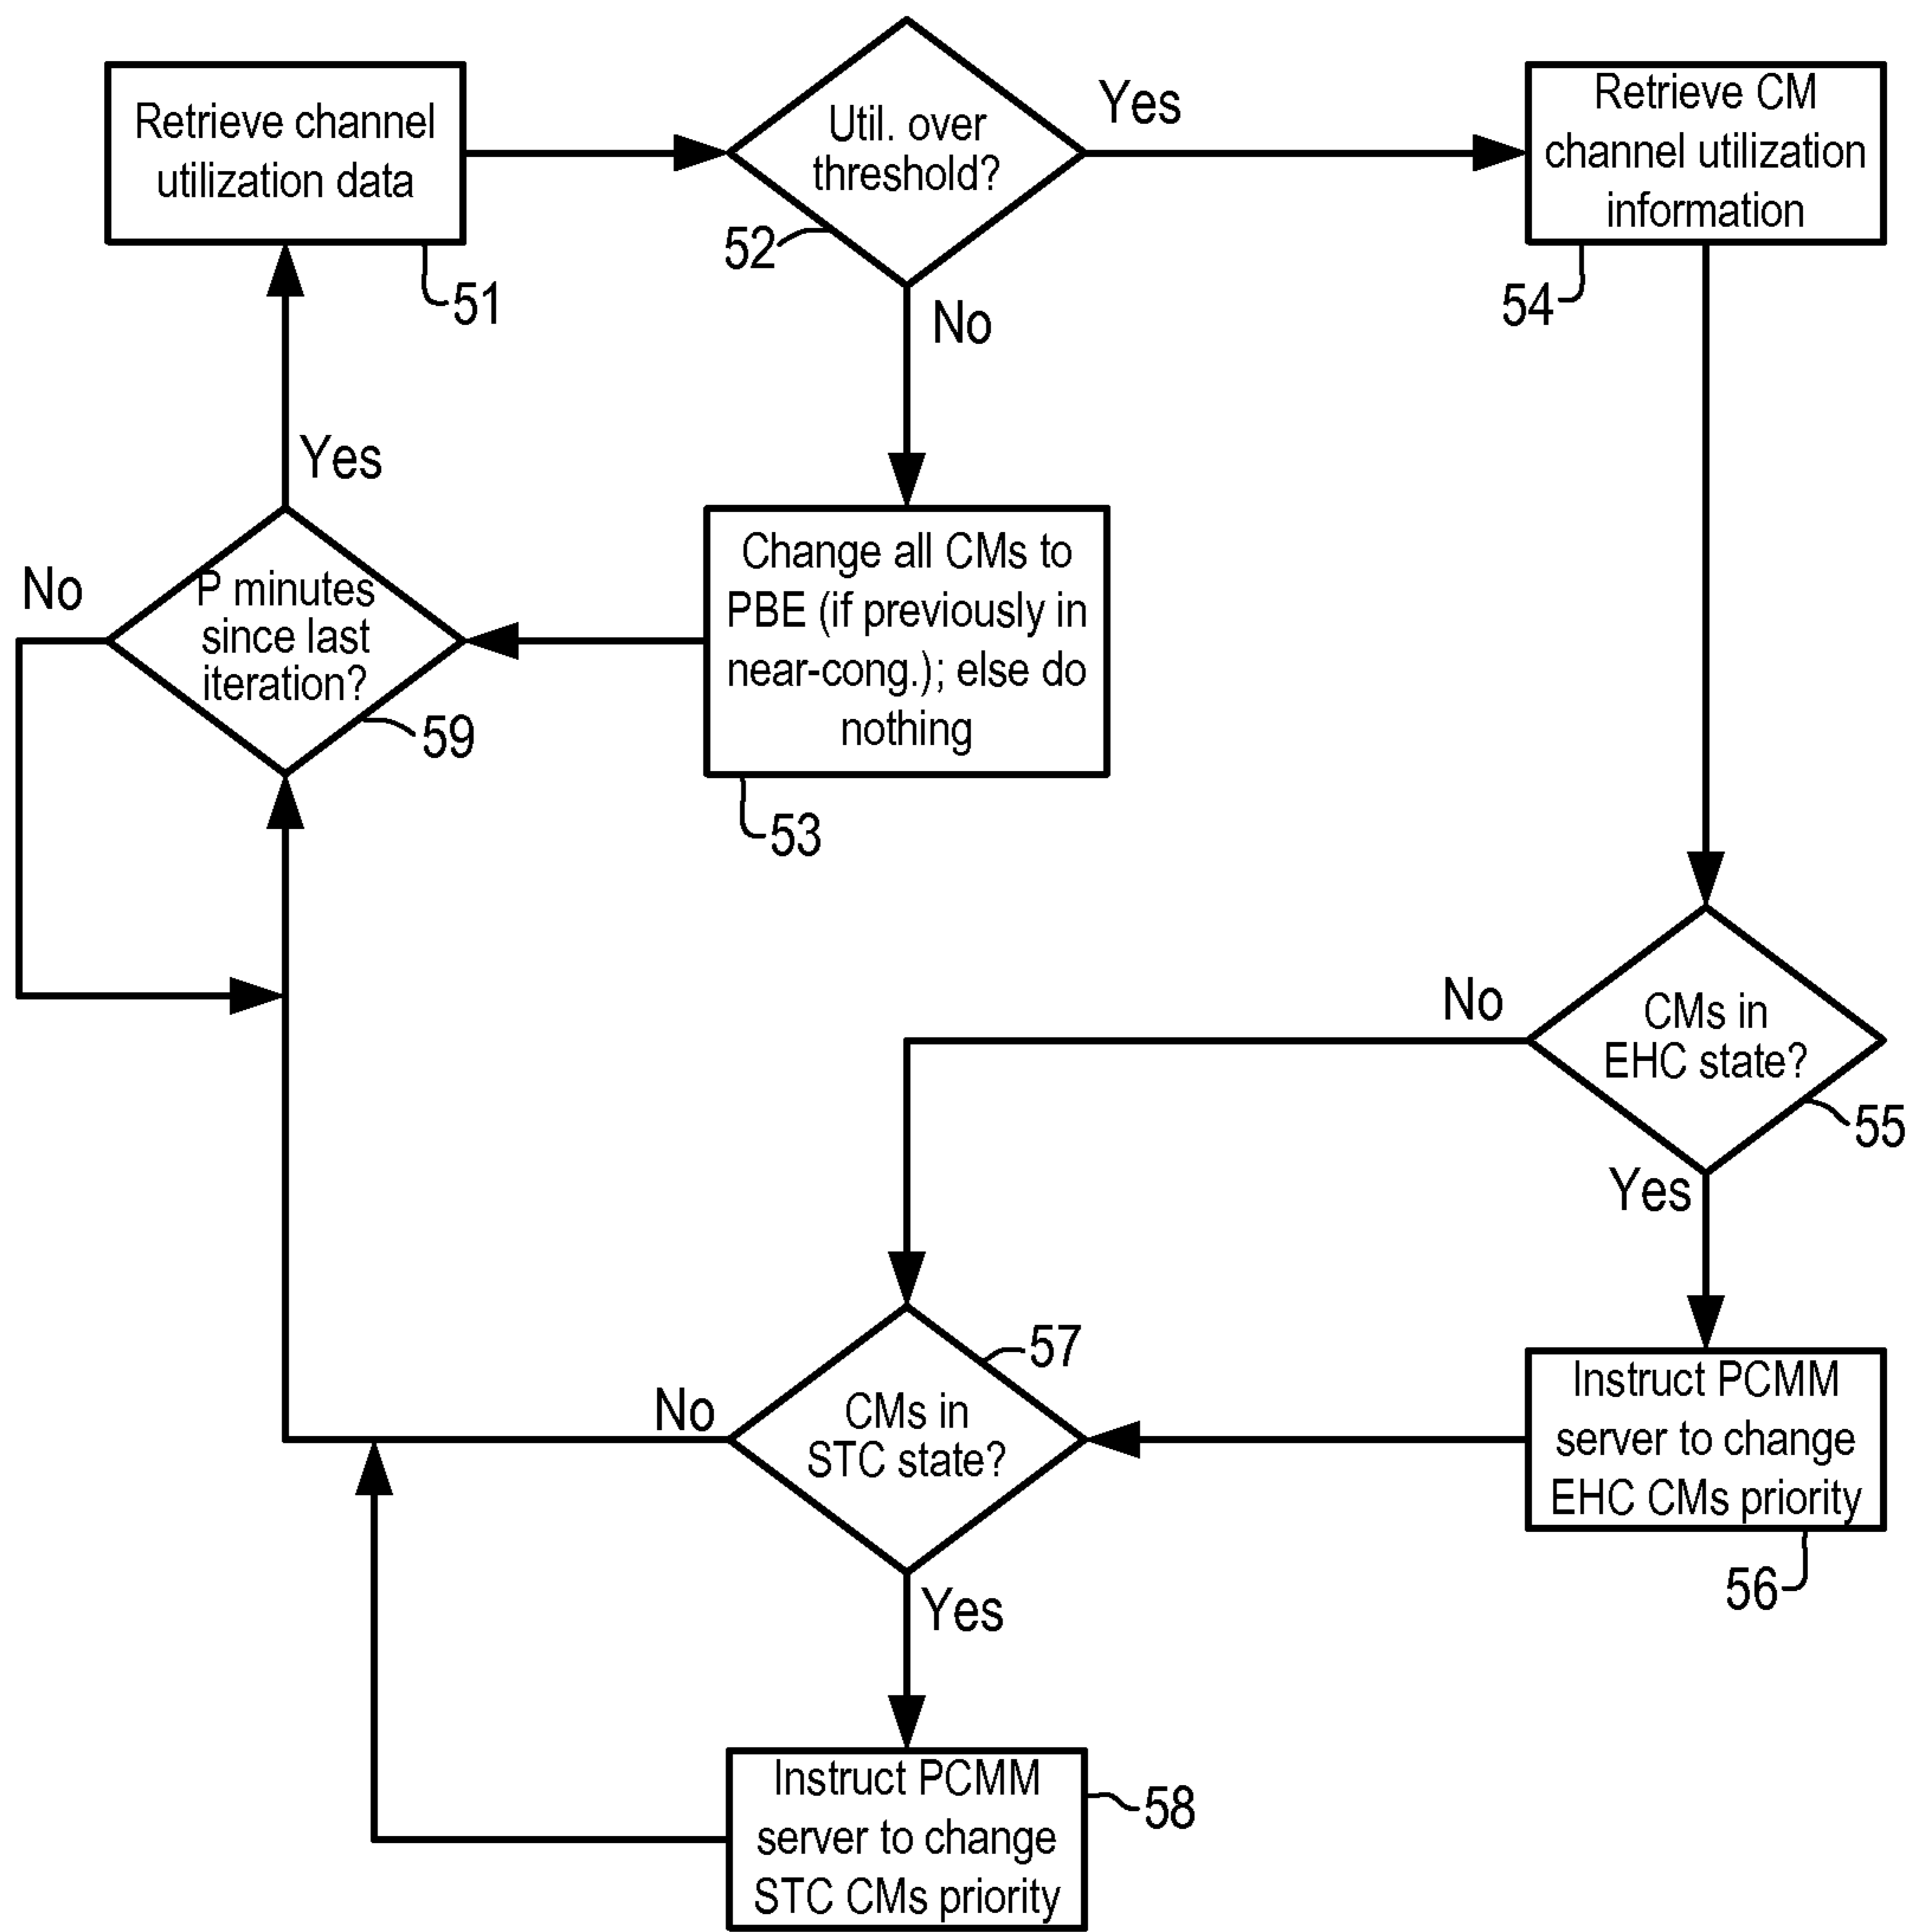 Retrieve channel
utilization data
51
Util. over
threshold?
52
Yes
No
Retrieve CM
channel utilization
information
54
Yes
No
P minutes
since last
iteration?
59
Change all CMs to
PBE (if previously in
near-cong.); else do
nothing
53
No
CMs in
EHC state?
55
Yes
57
No
CMs in
STC state?
Yes
Instruct PCMM
server to change
EHC CMs priority
56
Instruct PCMM
server to change
STC CMs priority
58